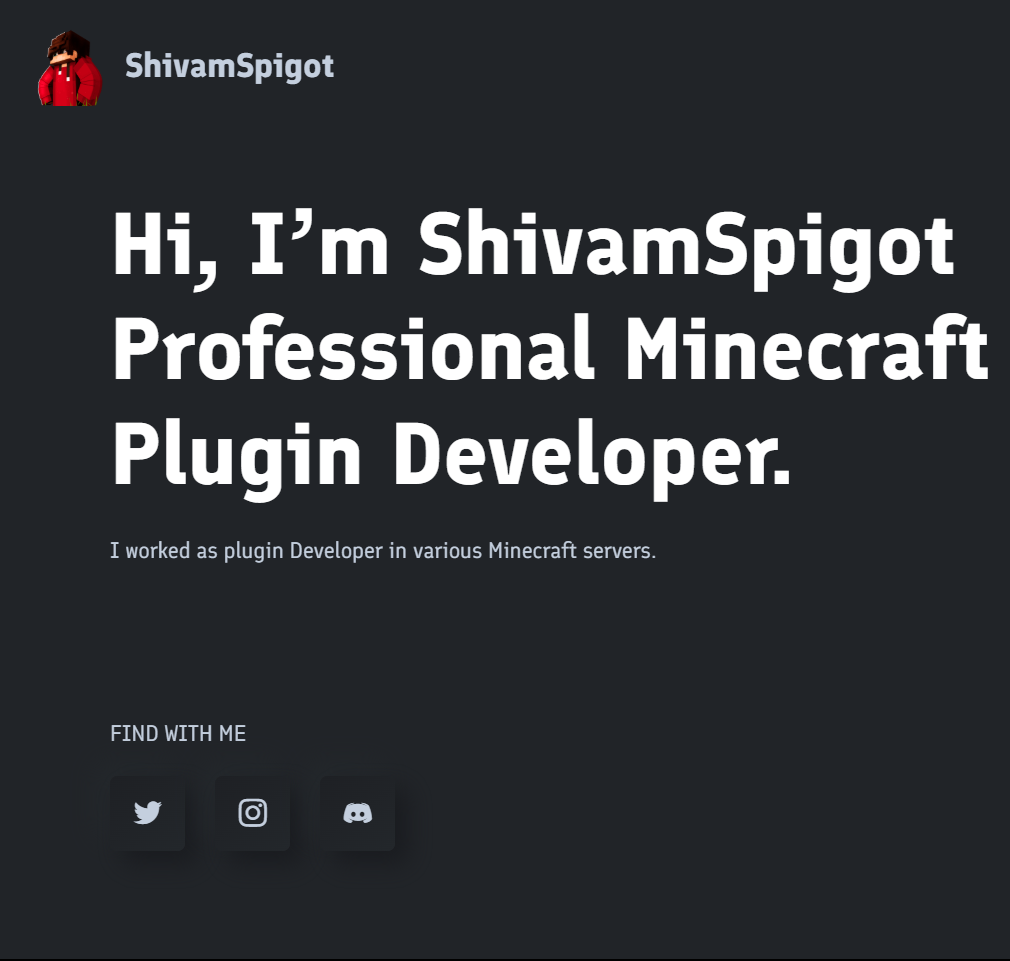 ShivamSpigot
Hi, I’m ShivamSpigot
Professional Minecraft
Plugin Developer.
I worked as plugin Developer in various Minecraft servers.
FIND WITH ME